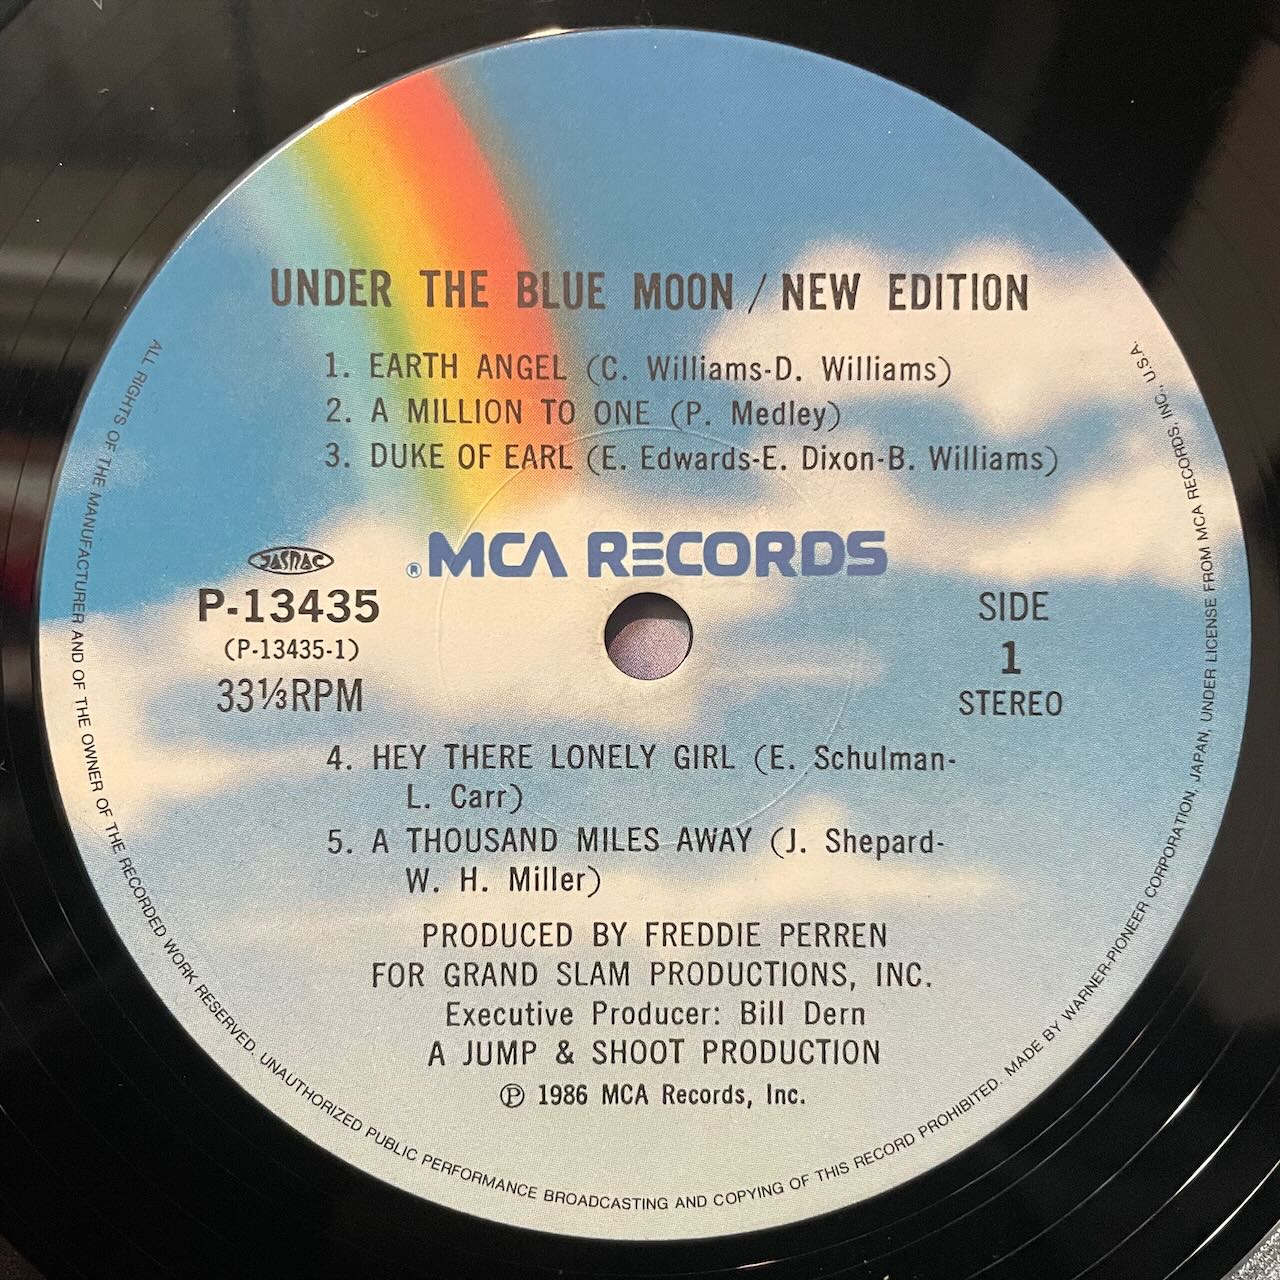 UNDER THE BLUE MOON / NEW EDITION
1. EARTH ANGEL (C. Williams-D. Williams)
2. A MILLION TO ONE (P. Medley)
3. DUKE OF EARL (E. Edwards-E. Dixon-B. Williams)
® MCA RECORDS
JASRAC
P-13435
(P-13435-1)
33⅓RPM
SIDE
1
STEREO
4. HEY THERE LONELY GIRL (E. Schulman-
L. Carr)
5. A THOUSAND MILES AWAY (J. Shepard-
W. H. Miller)
PRODUCED BY FREDDIE PERREN
FOR GRAND SLAM PRODUCTIONS, INC.
Executive Producer: Bill Dern
A JUMP & SHOOT PRODUCTION
℗ 1986 MCA Records, Inc.
ALL RIGHTS OF THE MANUFACTURER AND OF THE OWNER OF THE RECORDED WORK RESERVED. UNAUTHORIZED PUBLIC PERFORMANCE BROADCASTING AND COPYING OF THIS RECORD PROHIBITED. MADE BY WARNER-PIONEER CORPORATION, JAPAN, UNDER LICENSE FROM MCA RECORDS, INC., U.S.A.